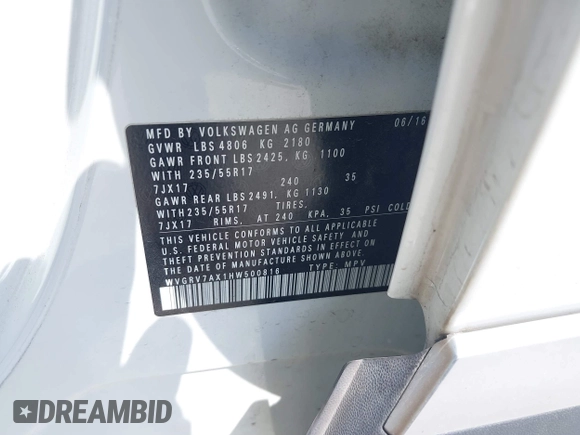 MFD BY VOLKSWAGEN AG GERMANY 06/16
GVWR LBS 4806 KG 2180
GAWR FRONT LBS 2425, KG 1100
WITH 235/55R17
7JX17 240 35
GAWR REAR LBS 2491, KG 1130
WITH 235/55R17 TIRES.
7JX17 RIMS, AT 240 KPA, 35 PSI COLD
THIS VEHICLE CONFORMS TO ALL APPLICABLE
U.S. FEDERAL MOTOR VEHICLE SAFETY AND
THEFT PREVENTION STANDARDS IN EFFECT
ON THE DATE OF MANUFACTURE SHOWN ABOVE.
WVGRV7AX1HW500816 TYPE: MPV
DREAMBID